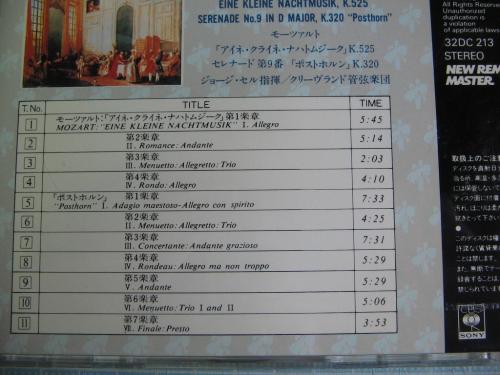 EINE KLEINE NACHTMUSIK, K.525
SERENADE No.9 IN D MAJOR, K.320 "Posthorn"
モーツァルト
「アイネ・クライネ・ナハトムジーク」K.525
セレナード 第9番 「ポストホルン」K.320
ジョージ・セル指揮/クリーヴランド管弦楽団
T. No. TITLE TIME
1 モーツァルト:「アイネ・クライネ・ナハトムジーク」第1楽章
MOZART: "EINE KLEINE NACHTMUSIK" I. Allegro 5:45
2 第2楽章
II. Romance: Andante 5:14
3 第3楽章
III. Menuetto: Allegretto: Trio 2:03
4 第4楽章
IV. Rondo: Allegro 4:10
5 「ポストホルン」 第1楽章
"Posthorn" I. Adagio maestoso-Allegro con spirito 7:33
6 第2楽章
II. Menuetto: Allegretto: Trio 4:25
7 第3楽章
III. Concertante: Andante grazioso 7:31
8 第4楽章
IV. Rondeau: Allegro ma non troppo 5:29
9 第5楽章
V. Andante 5:29
10 第6楽章
VI. Menuetto: Trio I and II 5:06
11 第7楽章
VII. Finale: Presto 3:53
All Rights Reserved
Unauthorized
duplication is
a violation
of applicable laws
32DC 213
STEREO
NEW REM
MASTER
取扱上のご注意
CBS
SONY